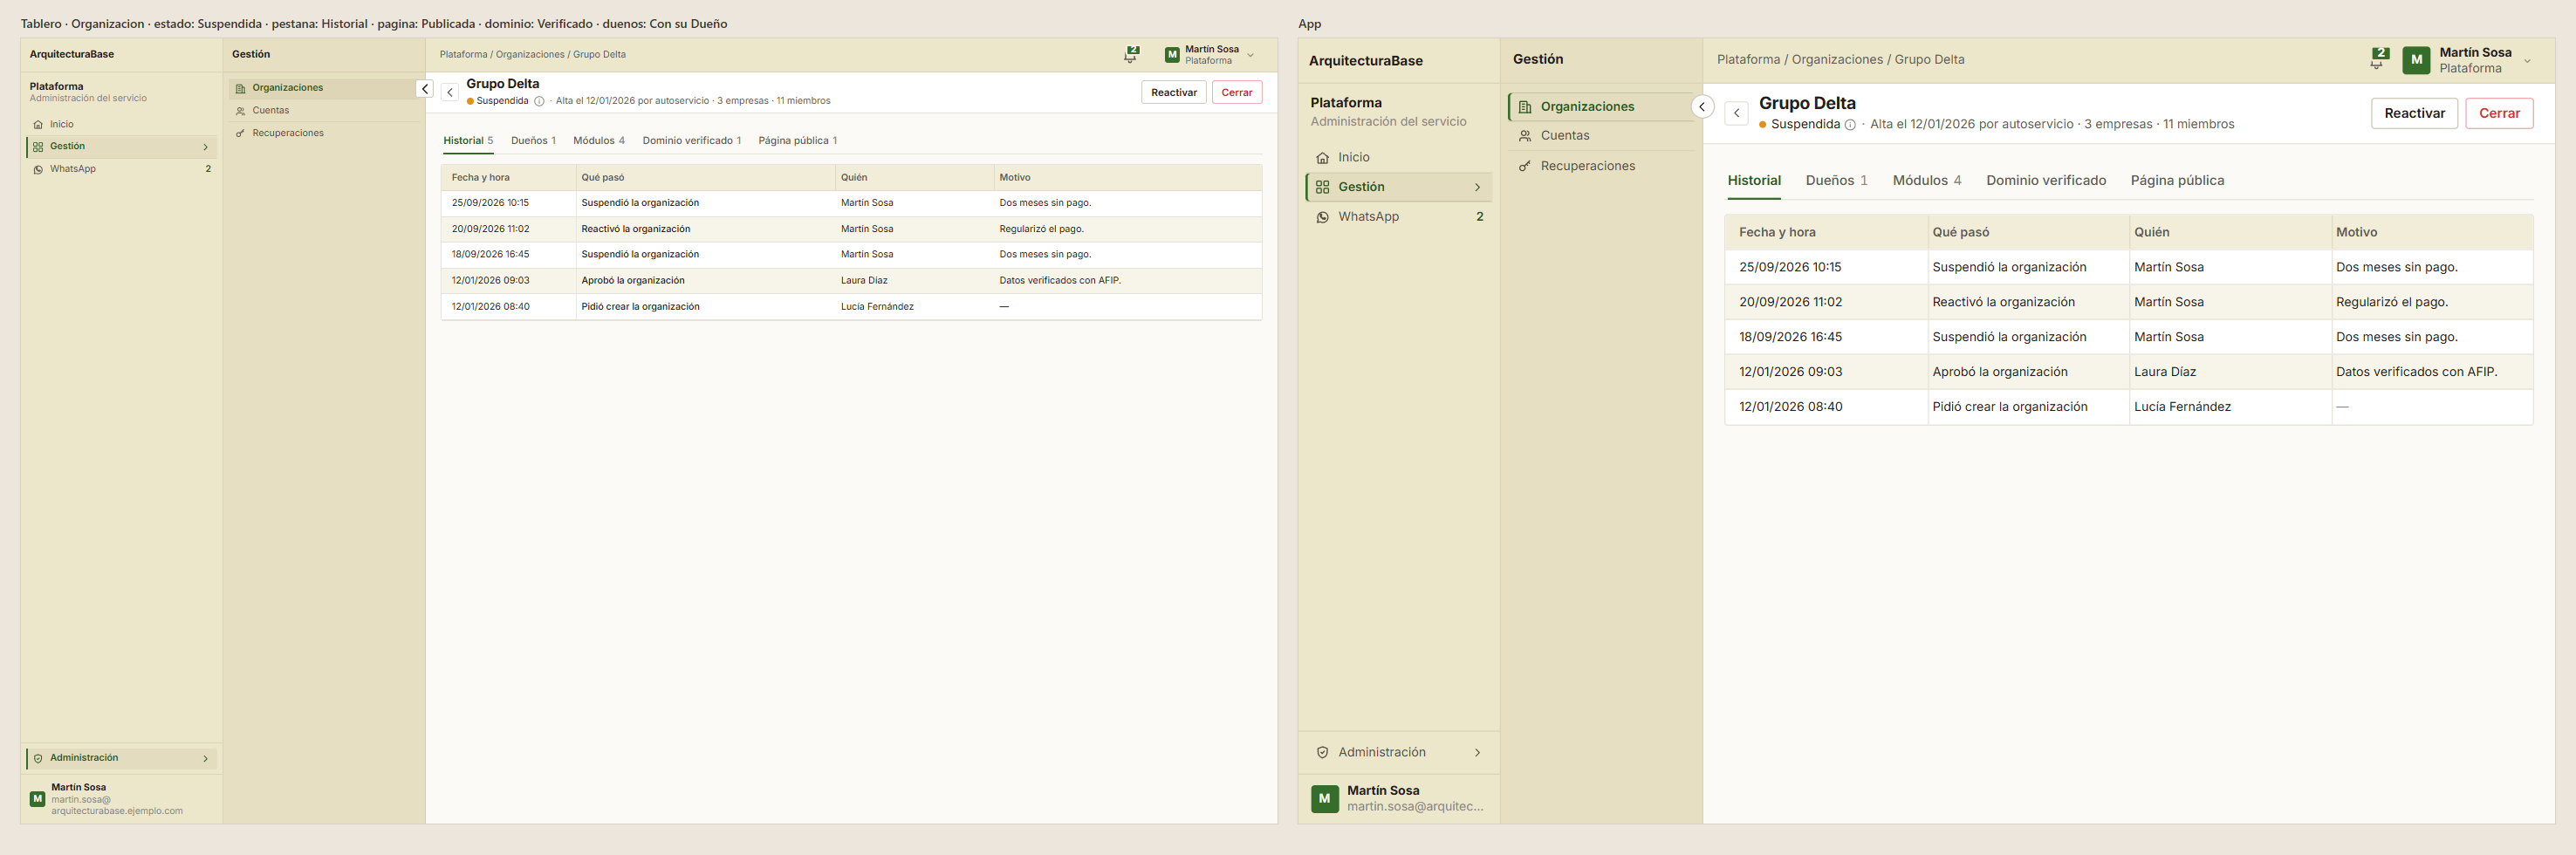 Tablero · Organizacion · estado: Suspendida · pestana: Historial · pagina: Publicada · dominio: Verificado · duenos: Con su Dueño
ArquitecturaBase
Gestión
Plataforma / Organizaciones / Grupo Delta
2
M
Martín Sosa
Plataforma
Plataforma
Administración del servicio
Inicio
Gestión
WhatsApp 2
Organizaciones
Cuentas
Recuperaciones
Grupo Delta
Suspendida · Alta el 12/01/2026 por autoservicio · 3 empresas · 11 miembros
Reactivar
Cerrar
Historial 5 Dueños 1 Módulos 4 Dominio verificado 1 Página pública 1
Fecha y hora Qué pasó Quién Motivo
25/09/2026 10:15 Suspendió la organización Martín Sosa Dos meses sin pago.
20/09/2026 11:02 Reactivó la organización Martín Sosa Regularizó el pago.
18/09/2026 16:45 Suspendió la organización Martín Sosa Dos meses sin pago.
12/01/2026 09:03 Aprobó la organización Laura Díaz Datos verificados con AFIP.
12/01/2026 08:40 Pidió crear la organización Lucía Fernández —
Administración
M
Martín Sosa
martin.sosa@
arquitecturabase.ejemplo.com
App
ArquitecturaBase
Gestión
Plataforma / Organizaciones / Grupo Delta
2
M
Martín Sosa
Plataforma
Plataforma
Administración del servicio
Inicio
Gestión
WhatsApp 2
Organizaciones
Cuentas
Recuperaciones
Grupo Delta
Suspendida · Alta el 12/01/2026 por autoservicio · 3 empresas · 11 miembros
Reactivar
Cerrar
Historial Dueños 1 Módulos 4 Dominio verificado Página pública
Fecha y hora Qué pasó Quién Motivo
25/09/2026 10:15 Suspendió la organización Martín Sosa Dos meses sin pago.
20/09/2026 11:02 Reactivó la organización Martín Sosa Regularizó el pago.
18/09/2026 16:45 Suspendió la organización Martín Sosa Dos meses sin pago.
12/01/2026 09:03 Aprobó la organización Laura Díaz Datos verificados con AFIP.
12/01/2026 08:40 Pidió crear la organización Lucía Fernández —
Administración
M
Martín Sosa
martin.sosa@arquitec...